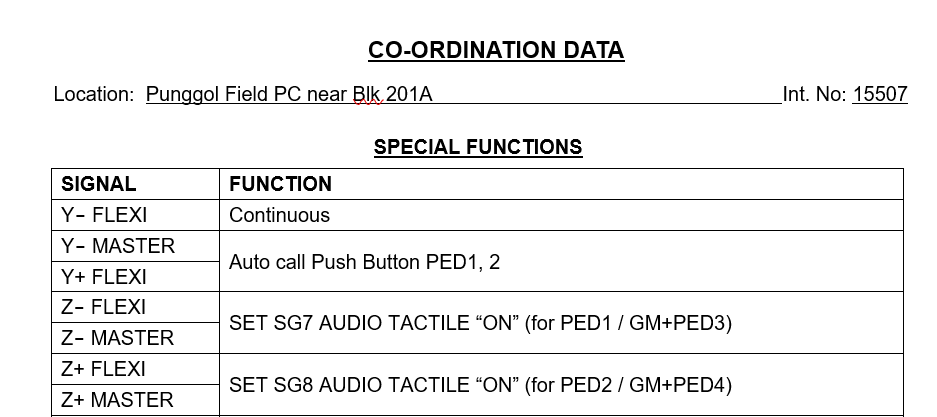 CO-ORDINATION DATA
Location: Punggol Field PC near Blk 201A Int. No: 15507
SPECIAL FUNCTIONS
SIGNAL FUNCTION
Y− FLEXI Continuous
Y− MASTER
Auto call Push Button PED1, 2
Y+ FLEXI
Z− FLEXI
SET SG7 AUDIO TACTILE “ON” (for PED1 / GM+PED3)
Z− MASTER
Z+ FLEXI
SET SG8 AUDIO TACTILE “ON” (for PED2 / GM+PED4)
Z+ MASTER